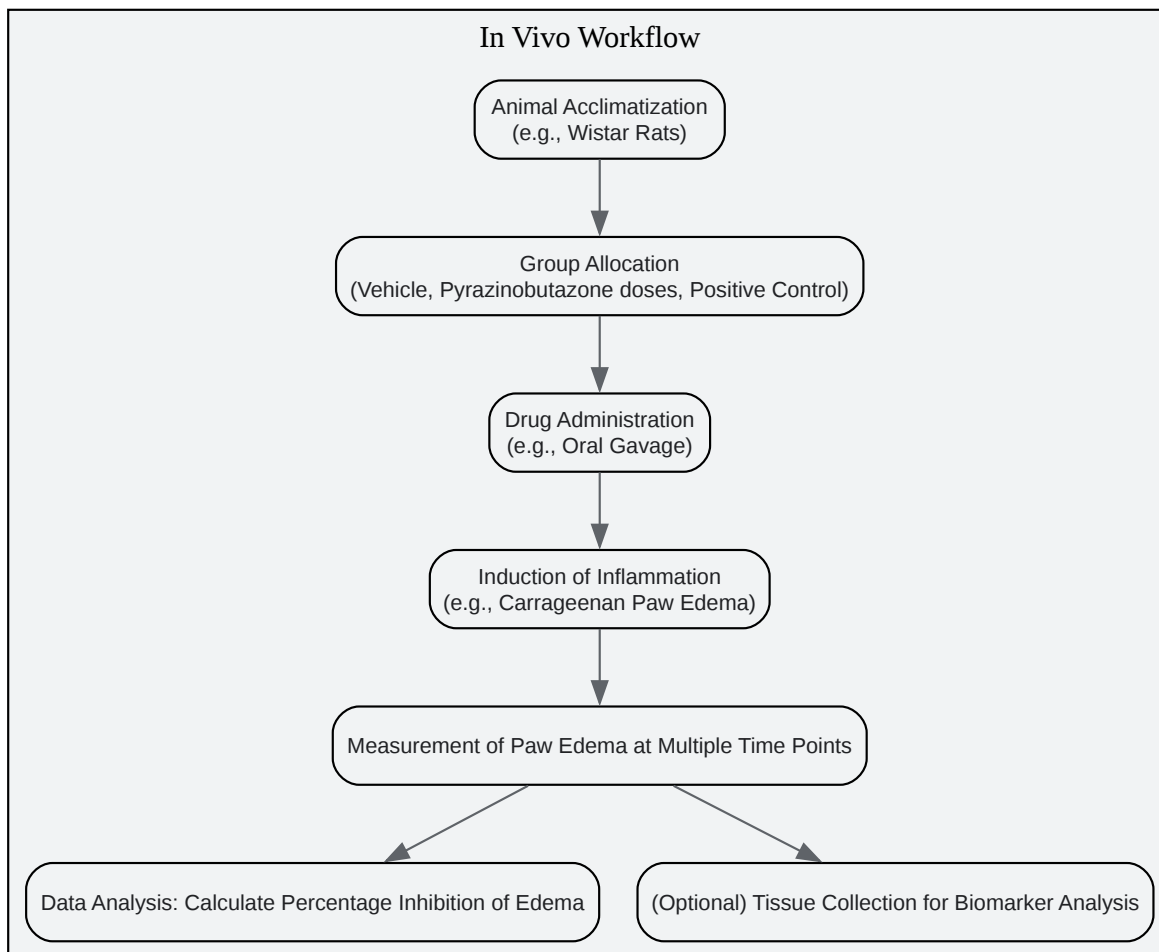 In Vivo Workflow
Animal Acclimatization
(e.g., Wistar Rats)
Group Allocation
(Vehicle, Pyrazinobutazone doses, Positive Control)
Drug Administration
(e.g., Oral Gavage)
Induction of Inflammation
(e.g., Carrageenan Paw Edema)
Measurement of Paw Edema at Multiple Time Points
Data Analysis: Calculate Percentage Inhibition of Edema
(Optional) Tissue Collection for Biomarker Analysis